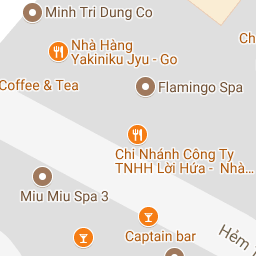 Minh Tri Dung Co
Nhà Hàng
Yakiniku Jyu - Go
Coffee & Tea
Flamingo Spa
Chi Nhánh Công Ty
TNHH Lời Hứa - Nhà...
Miu Miu Spa 3
Hẻm
Captain bar